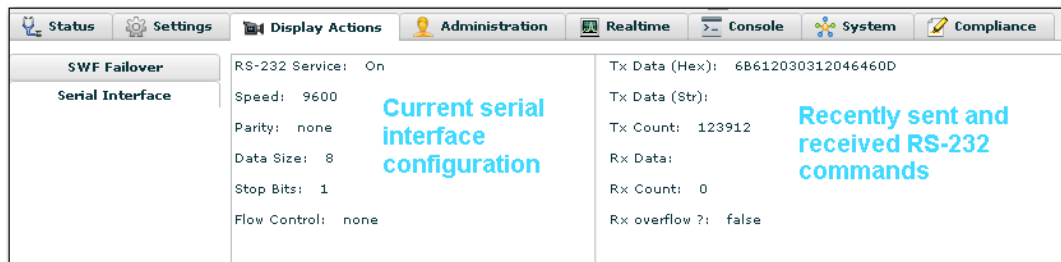 Status Settings Display Actions Administration Realtime Console System Compliance
SWF Failover
Serial Interface
RS-232 Service: On
Speed: 9600
Parity: none
Data Size: 8
Stop Bits: 1
Flow Control: none
Current serial
interface
configuration
Tx Data (Hex): 6B612030312046460D
Tx Data (Str):
Tx Count: 123912
Rx Data:
Rx Count: 0
Rx overflow ?: false
Recently sent and
received RS-232
commands